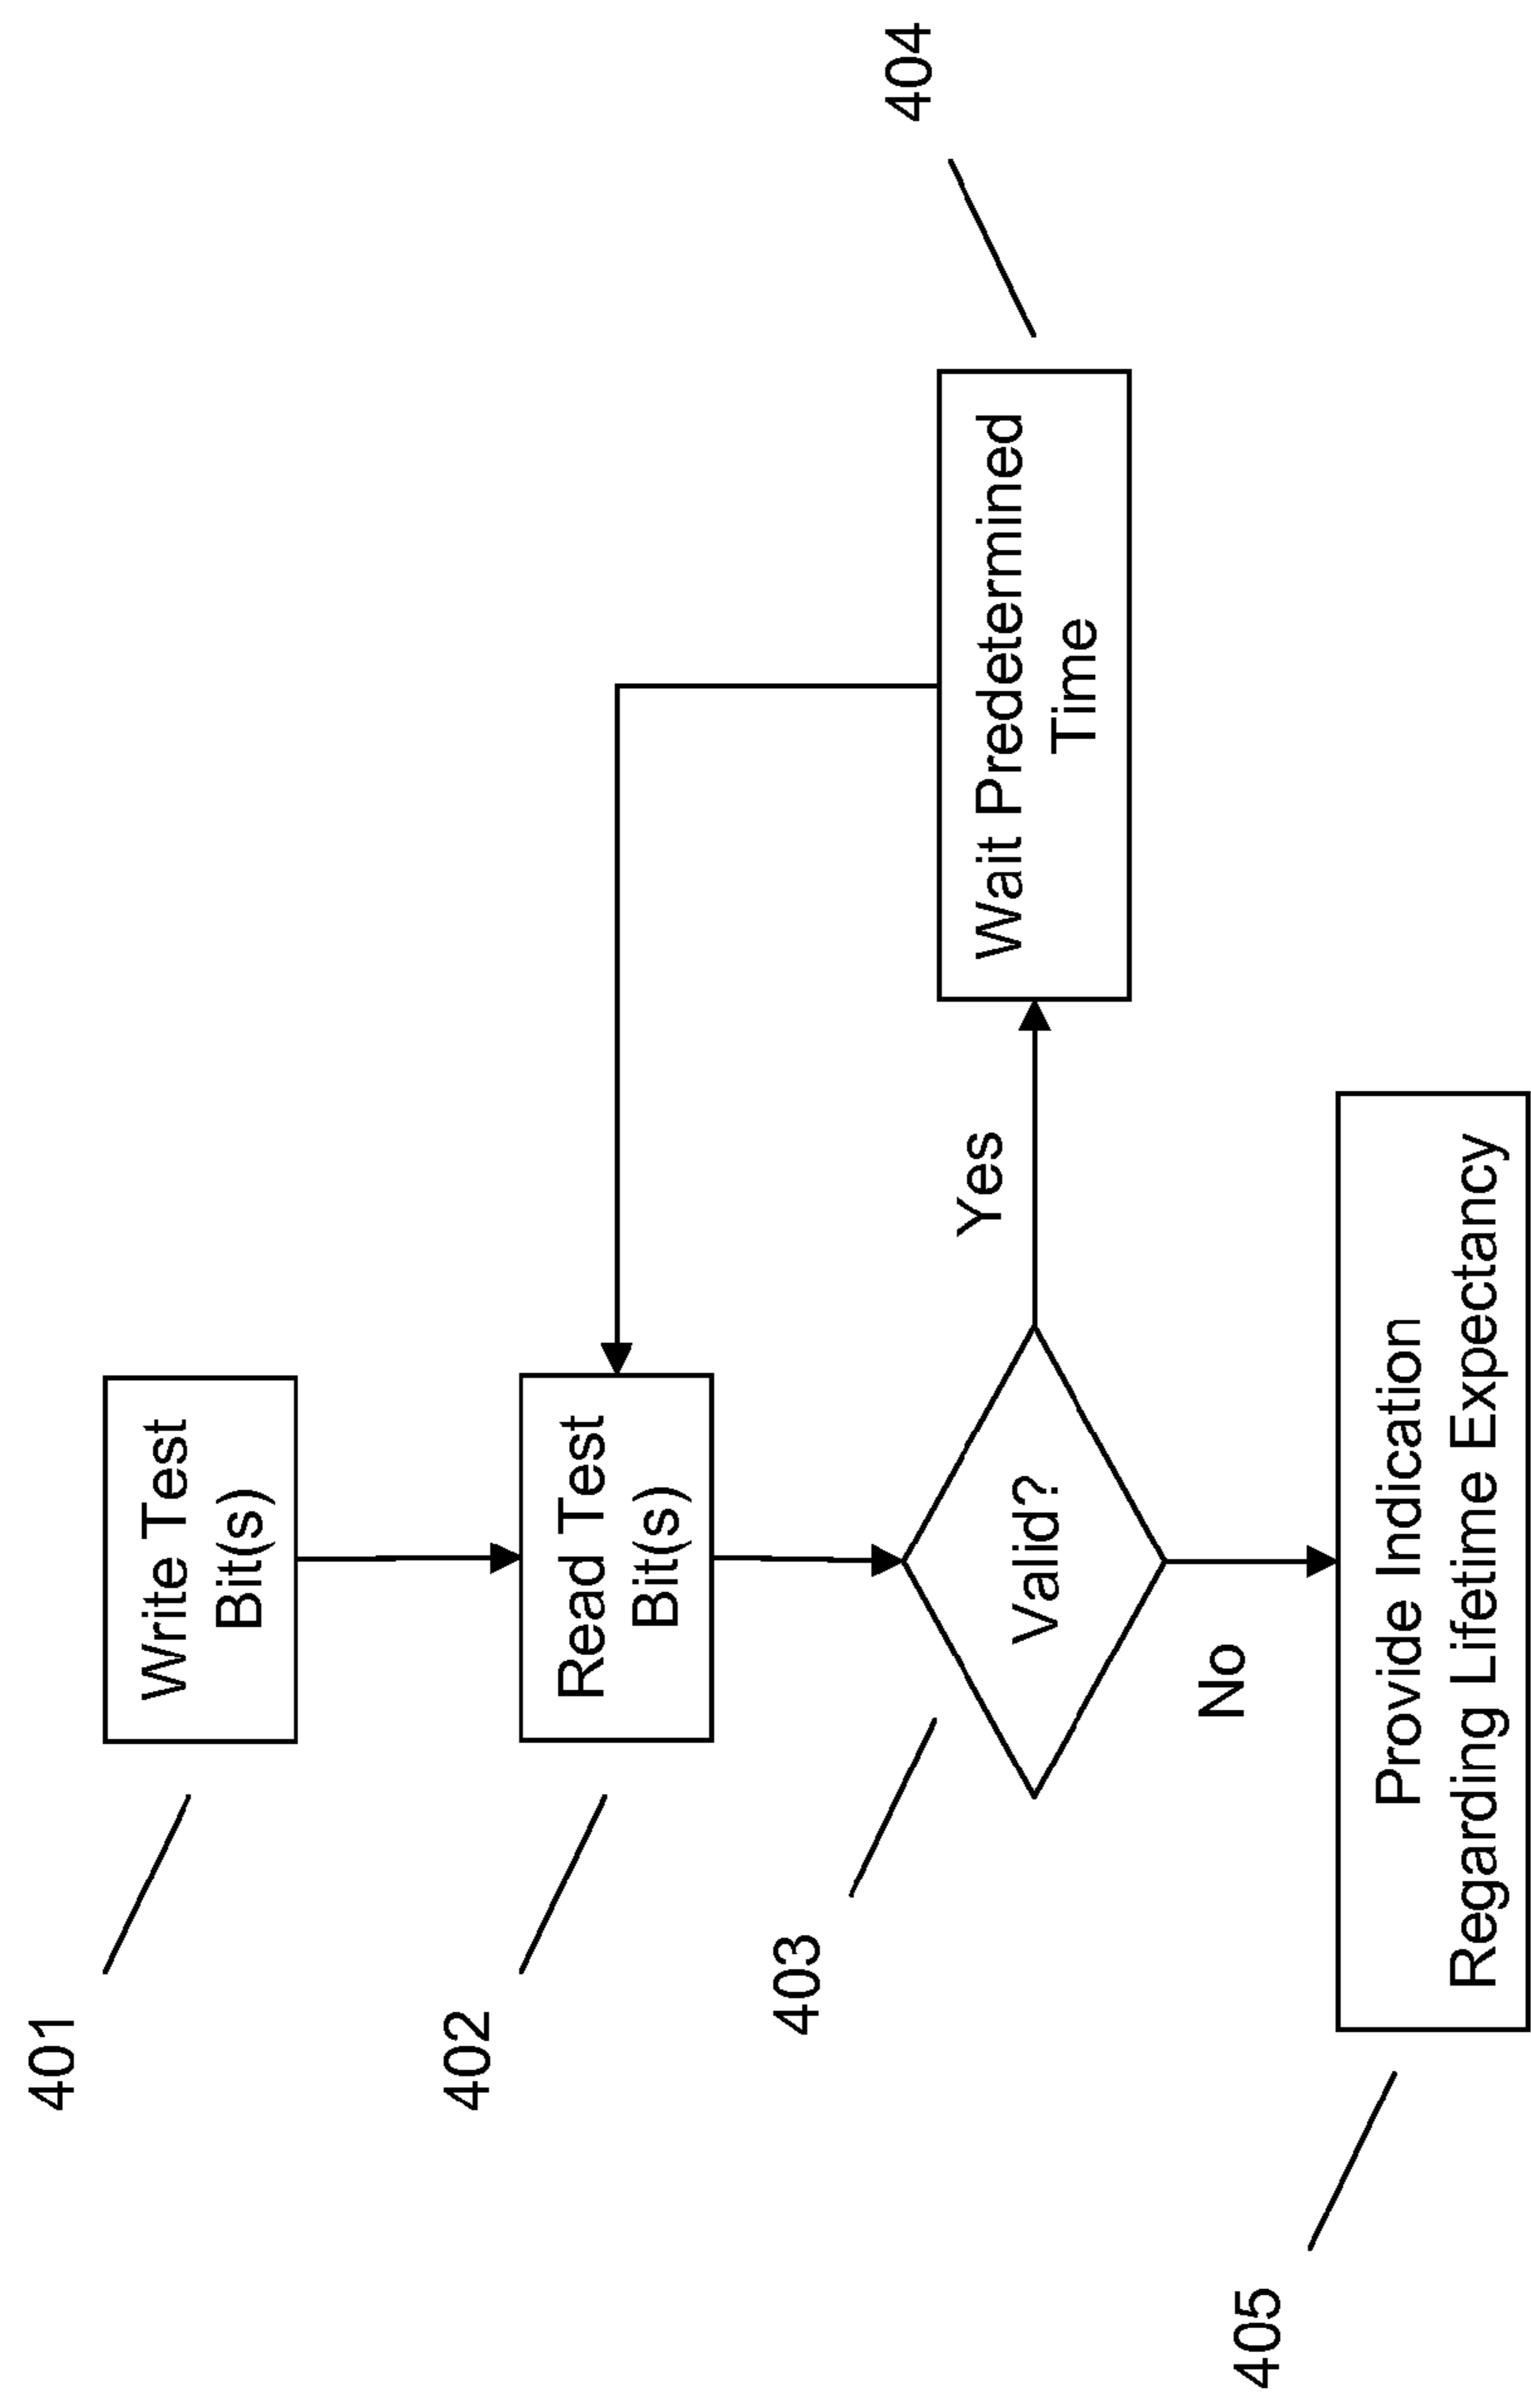 401
Write Test
Bit(s)
402
Read Test
Bit(s)
403
Valid?
Yes
404
Wait Predetermined
Time
No
405
Provide Indication
Regarding Lifetime Expectancy